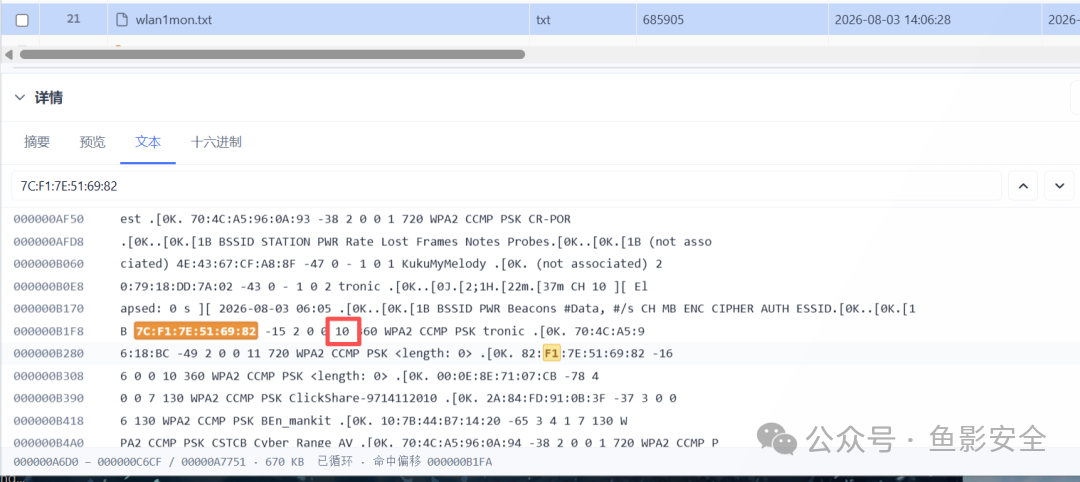 21 wlan1mon.txt txt 685905 2026-08-03 14:06:28 2026-
详情
摘要 预览 文本 十六进制
7C:F1:7E:51:69:82
000000AF50 est .[0K. 70:4C:A5:96:0A:93 -38 2 0 0 1 720 WPA2 CCMP PSK CR-POR
000000AFD8 .[0K..[0K.[1B BSSID STATION PWR Rate Lost Frames Notes Probes.[0K..[0K.[1B (not asso
000000B060 ciated) 4E:43:67:CF:A8:8F -47 0 - 1 0 1 KukuMyMelody .[0K. (not associated) 2
000000B0E8 0:79:18:DD:7A:02 -43 0 - 1 0 2 tronic .[0K..[0J.[2;1H.[22m.[37m CH 10 ][ El
000000B170 apsed: 0 s ][ 2026-08-03 06:05 .[0K..[0K.[1B BSSID PWR Beacons #Data, #/s CH MB ENC CIPHER AUTH ESSID.[0K..[0K.[1
000000B1F8 B 7C:F1:7E:51:69:82 -15 2 0 0 10 360 WPA2 CCMP PSK tronic .[0K. 70:4C:A5:9
000000B280 6:18:BC -49 2 0 0 11 720 WPA2 CCMP PSK <length: 0> .[0K. 82:F1:7E:51:69:82 -16
000000B308 6 0 0 10 360 WPA2 CCMP PSK <length: 0> .[0K. 00:0E:8E:71:07:CB -78 4
000000B390 0 0 7 130 WPA2 CCMP PSK ClickShare-9714112010 .[0K. 2A:84:FD:91:0B:3F -37 3 0 0
000000B418 6 130 WPA2 CCMP PSK BEn_mankit .[0K. 10:7B:44:B7:14:20 -65 3 4 1 7 130 W
000000B4A0 PA2 CCMP PSK CSTCB Cyber Range AV .[0K. 70:4C:A5:96:0A:94 -38 2 0 0 1 720 WPA2 CCMP P
000000A6D0 – 000000C6CF / 00000A7751 · 670 KB 已循环 · 命中偏移 000000B1FA
公众号 · 鱼影安全